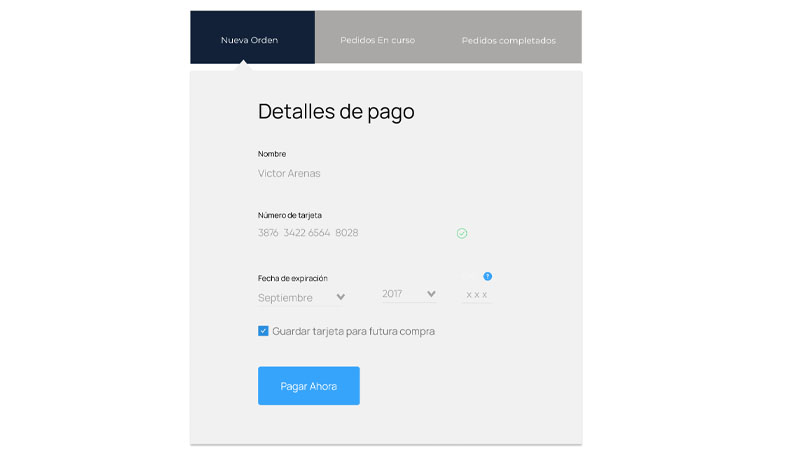 Nueva Orden
Pedidos En curso
Pedidos completados
Detalles de pago
Nombre
Victor Arenas
Número de tarjeta
3876 3422 6564 8028
Fecha de expiración
?
Septiembre
2017
x x x
Guardar tarjeta para futura compra
Pagar Ahora